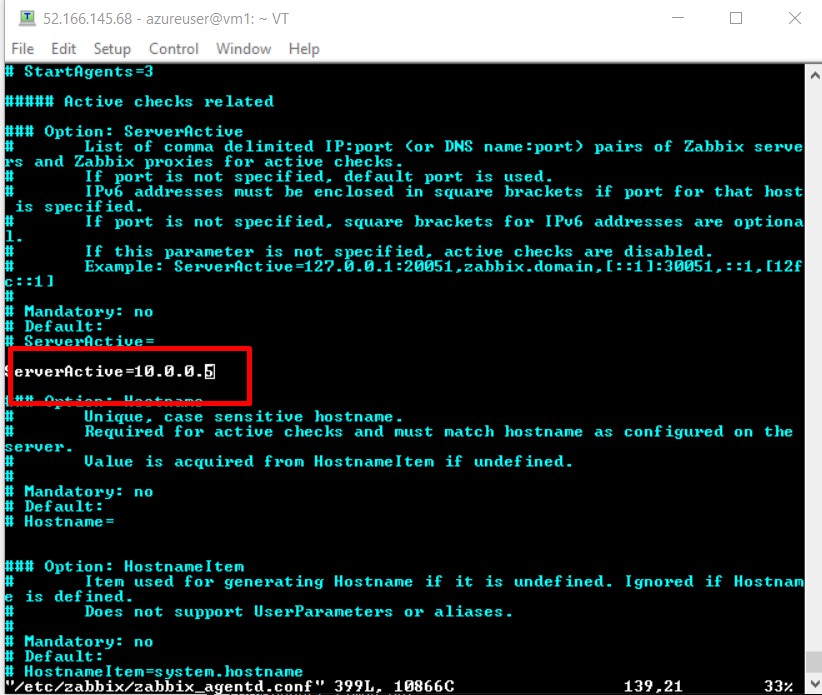 52.166.145.68 - azureuser@vm1: ~ VT
File Edit Setup Control Window Help
# StartAgents=3
##### Active checks related
### Option: ServerActive
#       List of comma delimited IP:port (or DNS name:port) pairs of Zabbix serve
rs and Zabbix proxies for active checks.
#       If port is not specified, default port is used.
#       IPv6 addresses must be enclosed in square brackets if port for that host
 is specified.
#       If port is not specified, square brackets for IPv6 addresses are optiona
l.
#       If this parameter is not specified, active checks are disabled.
#       Example: ServerActive=127.0.0.1:20051,zabbix.domain,[::1]:30051,::1,[12f
c::1]
#
# Mandatory: no
# Default:
# ServerActive=
ServerActive=10.0.0.5
### Option: Hostname
#       Unique, case sensitive hostname.
#       Required for active checks and must match hostname as configured on the
server.
#       Value is acquired from HostnameItem if undefined.
#
# Mandatory: no
# Default:
# Hostname=
### Option: HostnameItem
#       Item used for generating Hostname if it is undefined. Ignored if Hostnam
e is defined.
#       Does not support UserParameters or aliases.
#
# Mandatory: no
# Default:
# HostnameItem=system.hostname
"/etc/zabbix/zabbix_agentd.conf" 399L, 10866C 139,21 33%